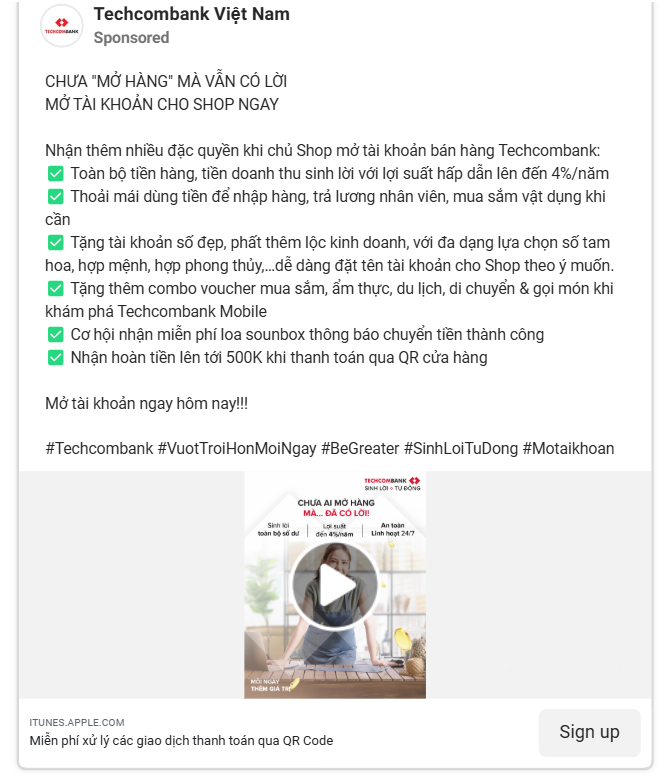 TECHCOMBANK
Techcombank Việt Nam
Sponsored
CHƯA "MỞ HÀNG" MÀ VẪN CÓ LỜI
MỞ TÀI KHOẢN CHO SHOP NGAY
Nhận thêm nhiều đặc quyền khi chủ Shop mở tài khoản bán hàng Techcombank:
✅ Toàn bộ tiền hàng, tiền doanh thu sinh lời với lợi suất hấp dẫn lên đến 4%/năm
✅ Thoải mái dùng tiền để nhập hàng, trả lương nhân viên, mua sắm vật dụng khi
cần
✅ Tặng tài khoản số đẹp, phất thêm lộc kinh doanh, với đa dạng lựa chọn số tam
hoa, hợp mệnh, hợp phong thủy,...dễ dàng đặt tên tài khoản cho Shop theo ý muốn.
✅ Tặng thêm combo voucher mua sắm, ẩm thực, du lịch, di chuyển & gọi món khi
khám phá Techcombank Mobile
✅ Cơ hội nhận miễn phí loa sounbox thông báo chuyển tiền thành công
✅ Nhận hoàn tiền lên tới 500K khi thanh toán qua QR cửa hàng
Mở tài khoản ngay hôm nay!!!
#Techcombank #VuotTroiHonMoiNgay #BeGreater #SinhLoiTuDong #Motaikhoan
TECHCOMBANK
SINH LỜI TỰ ĐỘNG
CHƯA AI MỞ HÀNG
MÀ... ĐÃ CÓ LỜI!
Sinh lời
toàn bộ số dư
Lợi suất
đến 4%/năm
An toàn
Linh hoạt 24/7
MỖI NGÀY
THÊM GIÁ TRỊ
ITUNES.APPLE.COM
Miễn phí xử lý các giao dịch thanh toán qua QR Code
Sign up